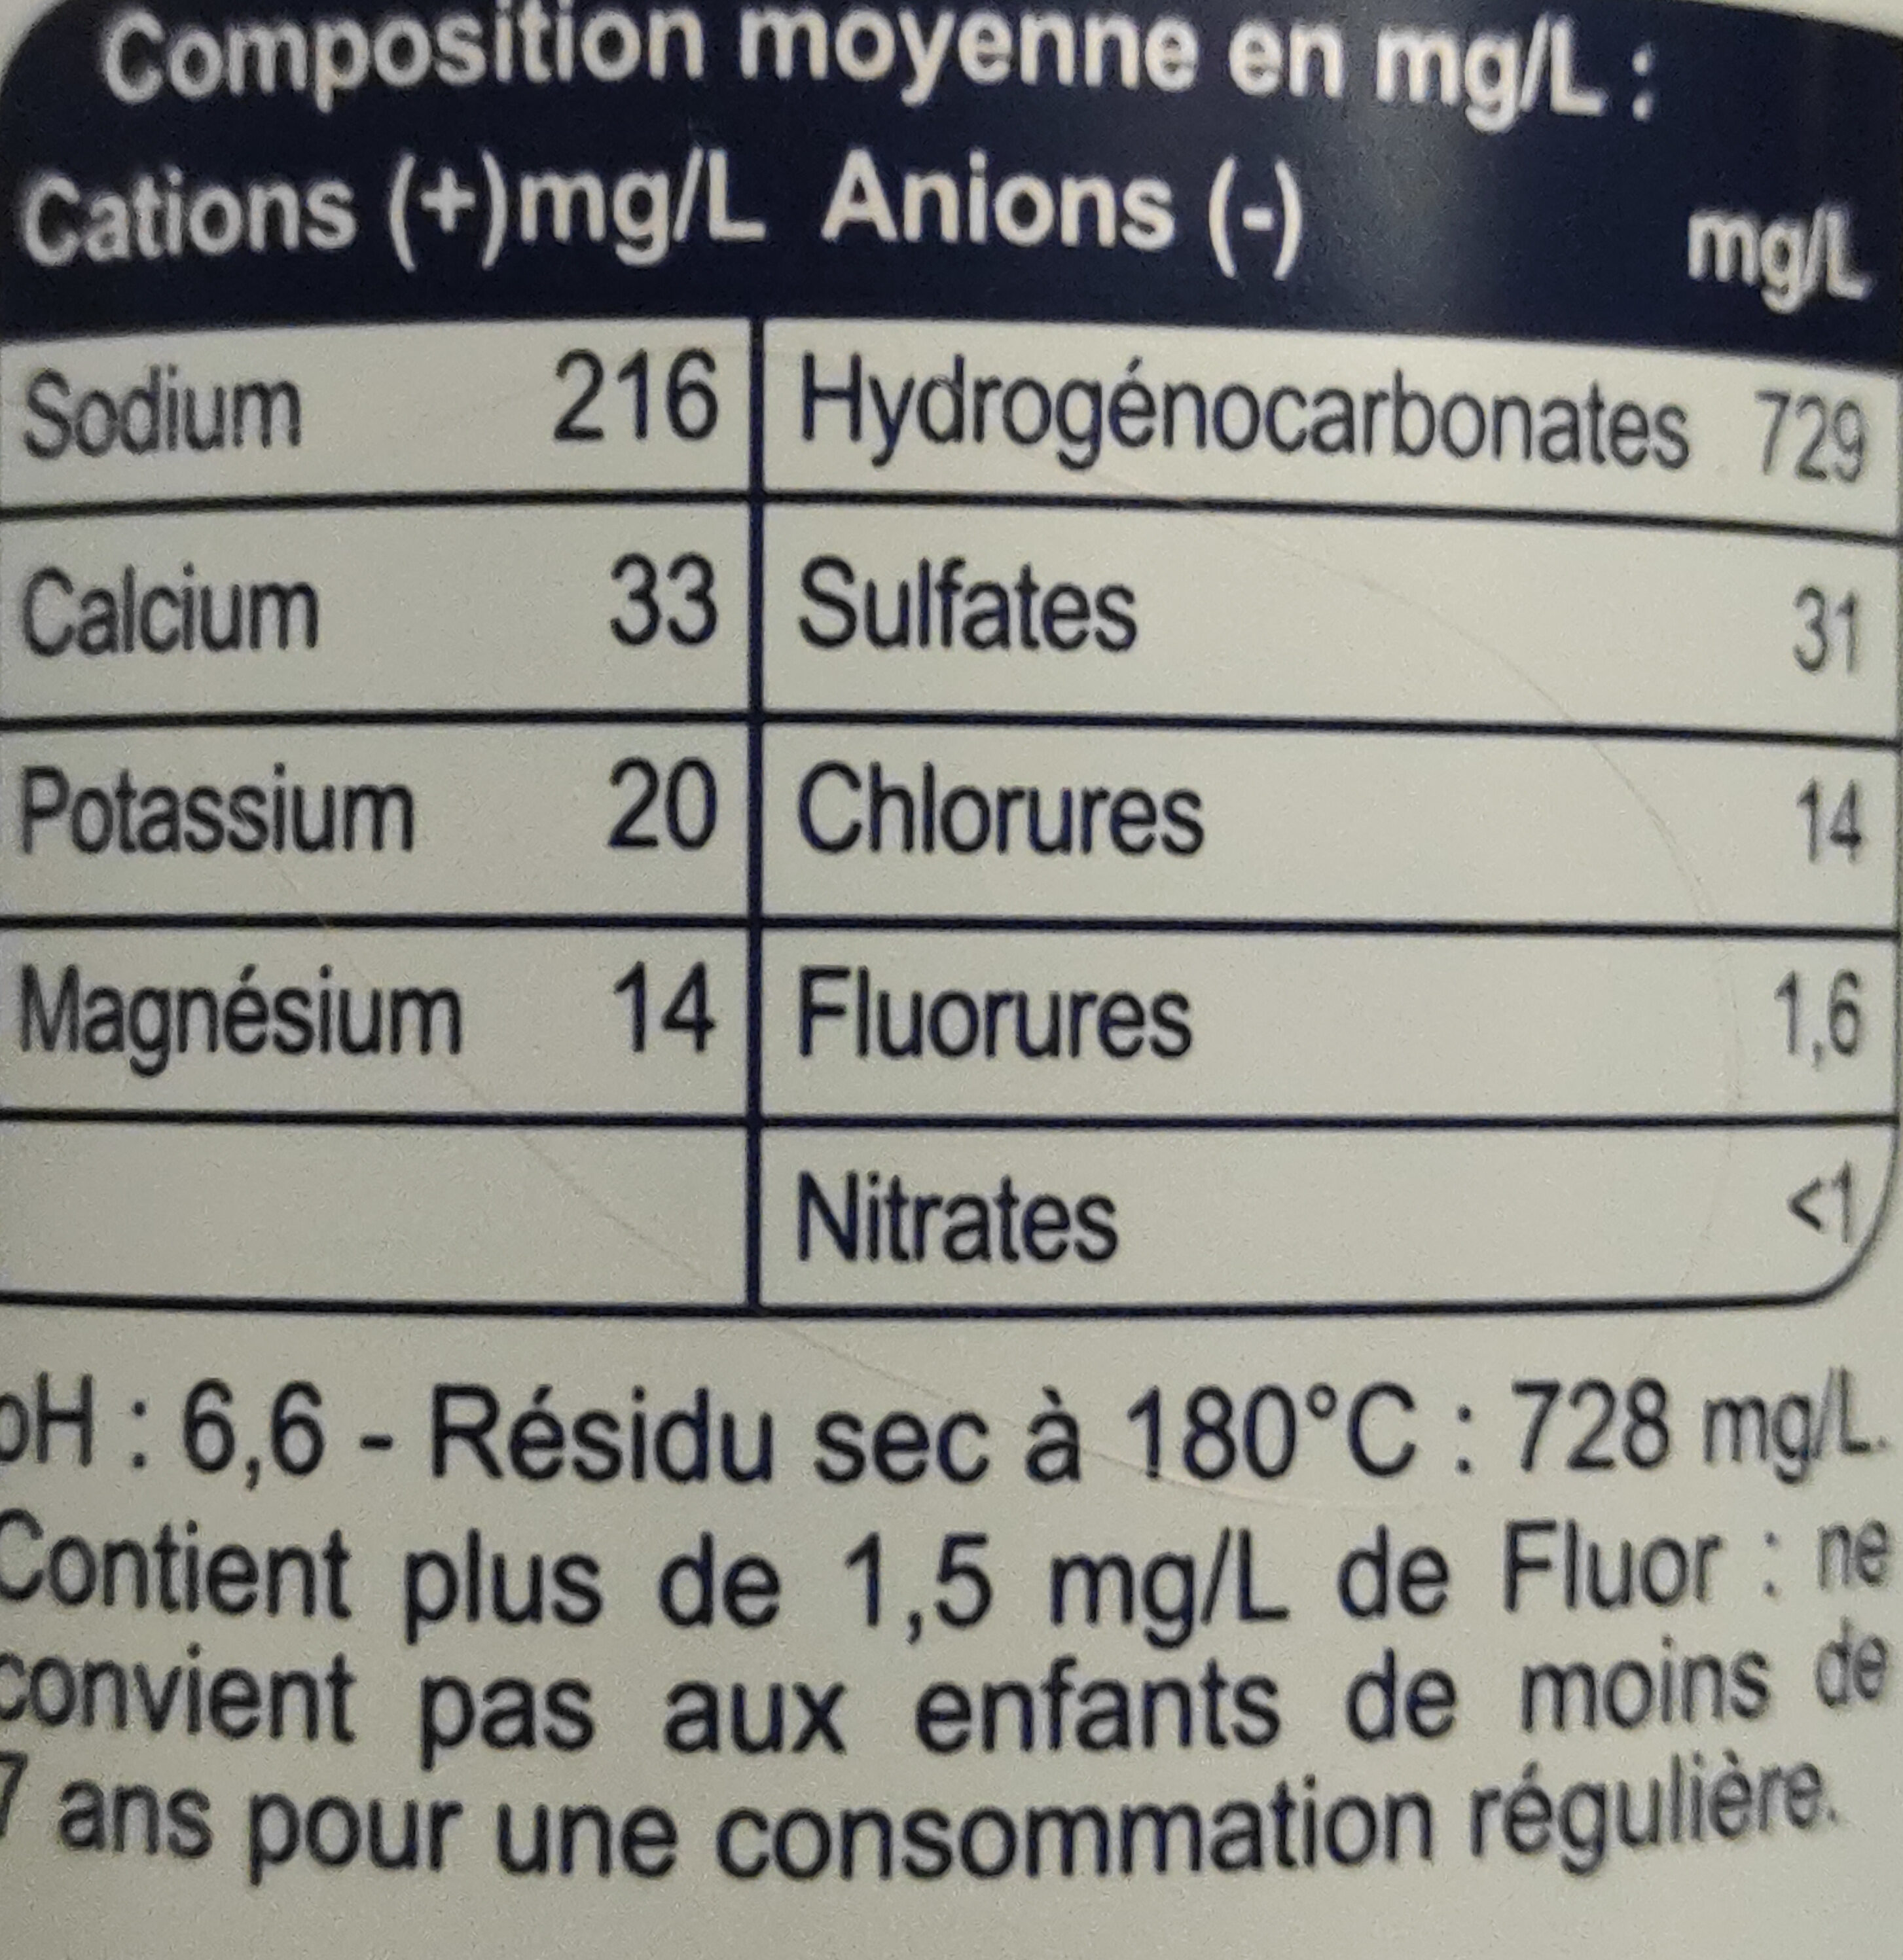 Composition moyenne en mg/L :
Cations (+)mg/L Anions (-) mg/L
Sodium 216 Hydrogénocarbonates 729
Calcium 33 Sulfates 31
Potassium 20 Chlorures 14
Magnésium 14 Fluorures 1,6
Nitrates <1
pH : 6,6 - Résidu sec à 180°C : 728 mg/L.
Contient plus de 1,5 mg/L de Fluor : ne
convient pas aux enfants de moins de
7 ans pour une consommation régulière.